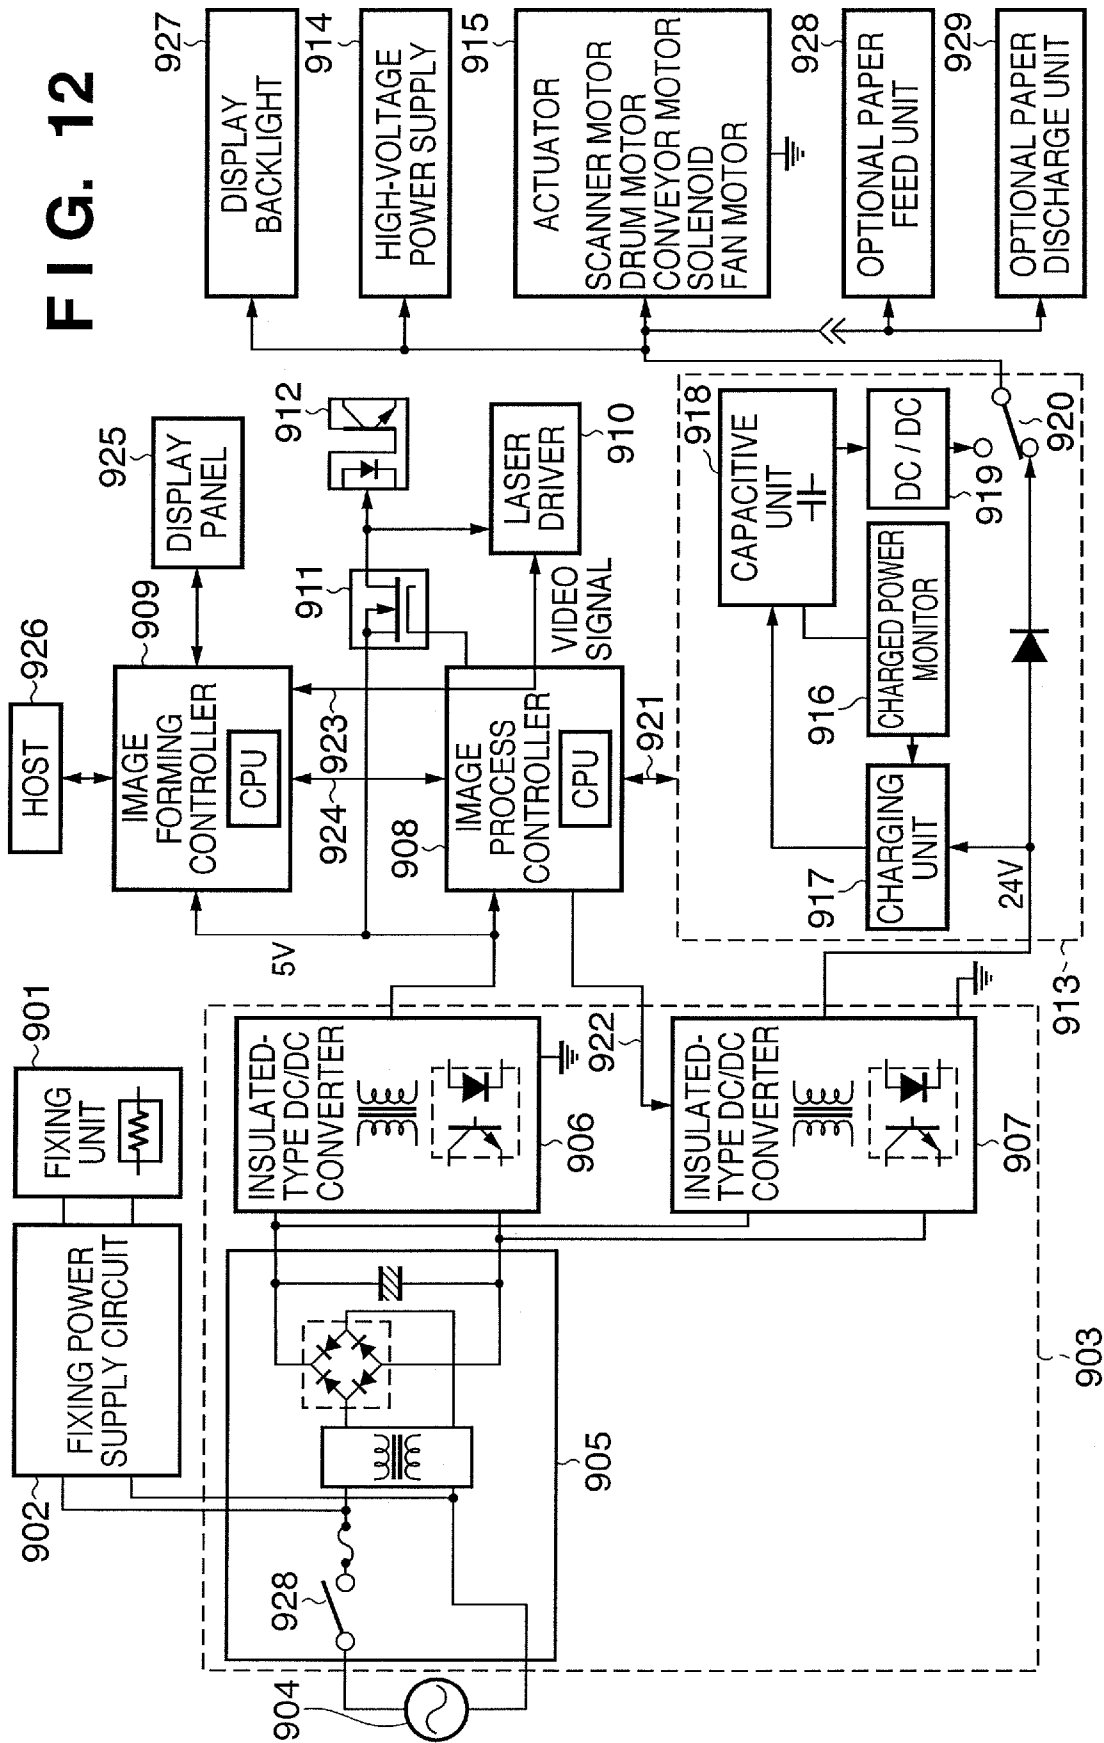 FIG. 12
904
928
905
903
902
FIXING POWER
SUPPLY CIRCUIT
901
FIXING
UNIT
INSULATED-
TYPE DC/DC
CONVERTER
906
INSULATED-
TYPE DC/DC
CONVERTER
907
922
5V
HOST
926
IMAGE
FORMING
CONTROLLER
CPU
909
925
DISPLAY
PANEL
924
923
908
IMAGE
PROCESS
CONTROLLER
CPU
921
911
912
LASER
DRIVER
910
VIDEO
SIGNAL
913
24V
917
CHARGING
UNIT
916
CHARGED POWER
MONITOR
918
CAPACITIVE
UNIT
DC / DC
919
920
927
DISPLAY
BACKLIGHT
914
HIGH-VOLTAGE
POWER SUPPLY
915
ACTUATOR
SCANNER MOTOR
DRUM MOTOR
CONVEYOR MOTOR
SOLENOID
FAN MOTOR
928
OPTIONAL PAPER
FEED UNIT
929
OPTIONAL PAPER
DISCHARGE UNIT